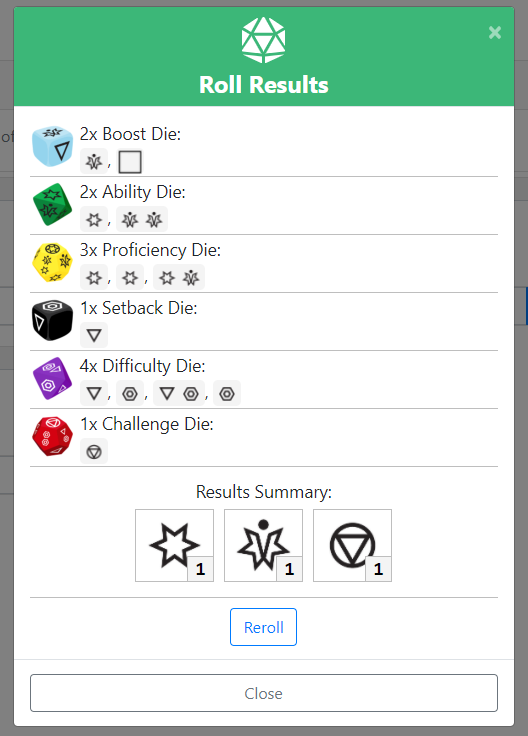 of
×
Roll Results
2x Boost Die:
,
2x Ability Die:
,
3x Proficiency Die:
, ,
1x Setback Die:
4x Difficulty Die:
, , ,
1x Challenge Die:
Results Summary:
1 1 1
Reroll
Close